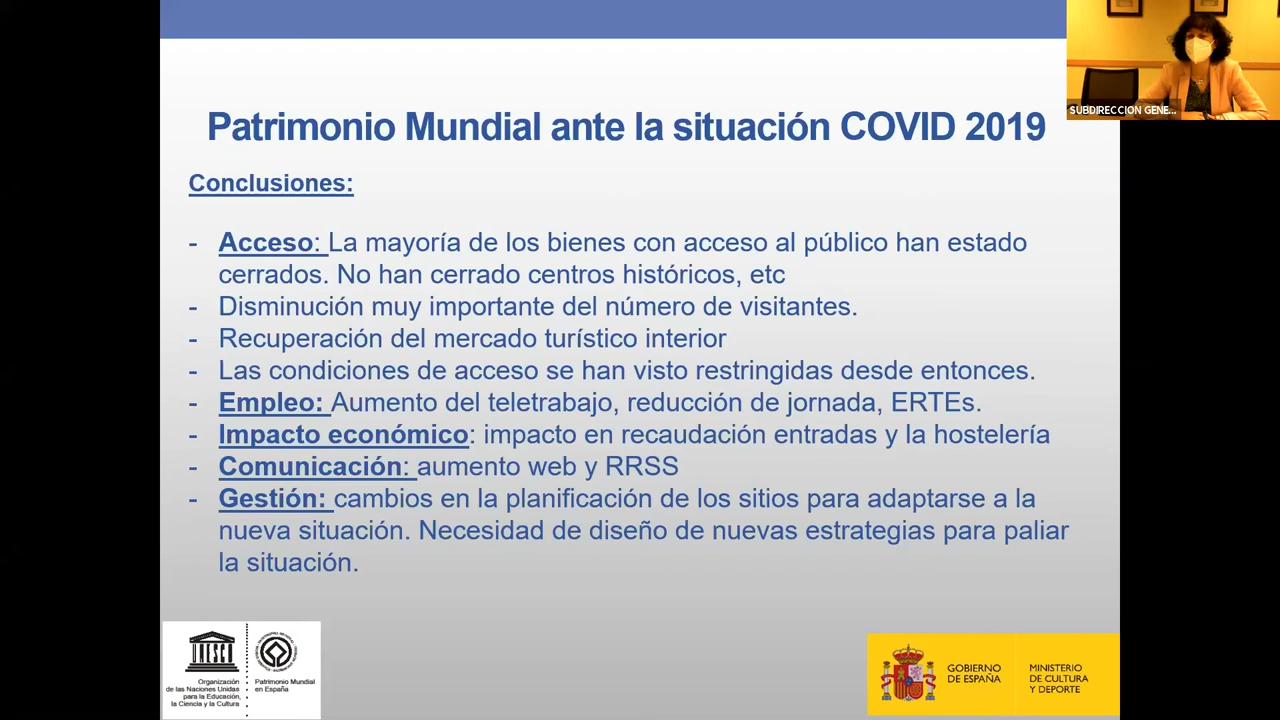 SUBDIRECCION GENE...
Patrimonio Mundial ante la situación COVID 2019
Conclusiones:
- Acceso: La mayoría de los bienes con acceso al público han estado
cerrados. No han cerrado centros históricos, etc
- Disminución muy importante del número de visitantes.
- Recuperación del mercado turístico interior
- Las condiciones de acceso se han visto restringidas desde entonces.
- Empleo: Aumento del teletrabajo, reducción de jornada, ERTEs.
- Impacto económico: impacto en recaudación entradas y la hostelería
- Comunicación: aumento web y RRSS
- Gestión: cambios en la planificación de los sitios para adaptarse a la
nueva situación. Necesidad de diseño de nuevas estrategias para paliar
la situación.
UNESCO
Organización
de las Naciones Unidas
para la Educación,
la Ciencia y la Cultura
Patrimonio Mundial
en España
GOBIERNO
DE ESPAÑA
MINISTERIO
DE CULTURA
Y DEPORTE